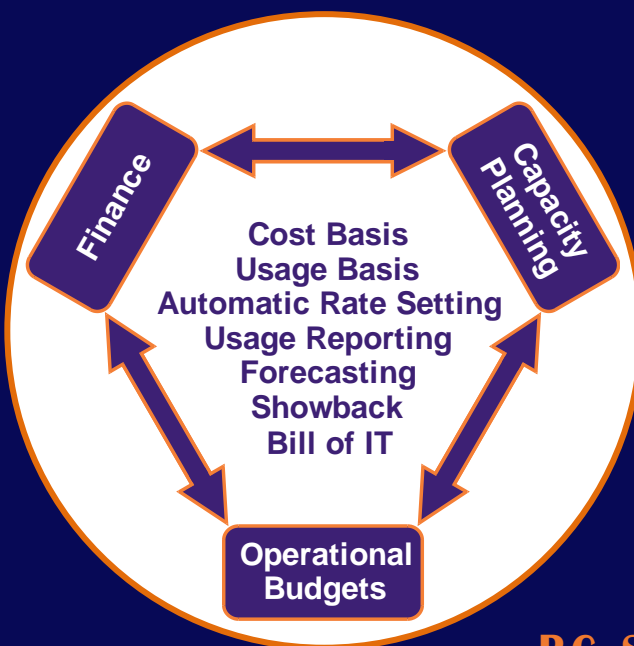 Finance
Capacity
Planning
Cost Basis
Usage Basis
Automatic Rate Setting
Usage Reporting
Forecasting
Showback
Bill of IT
Operational
Budgets